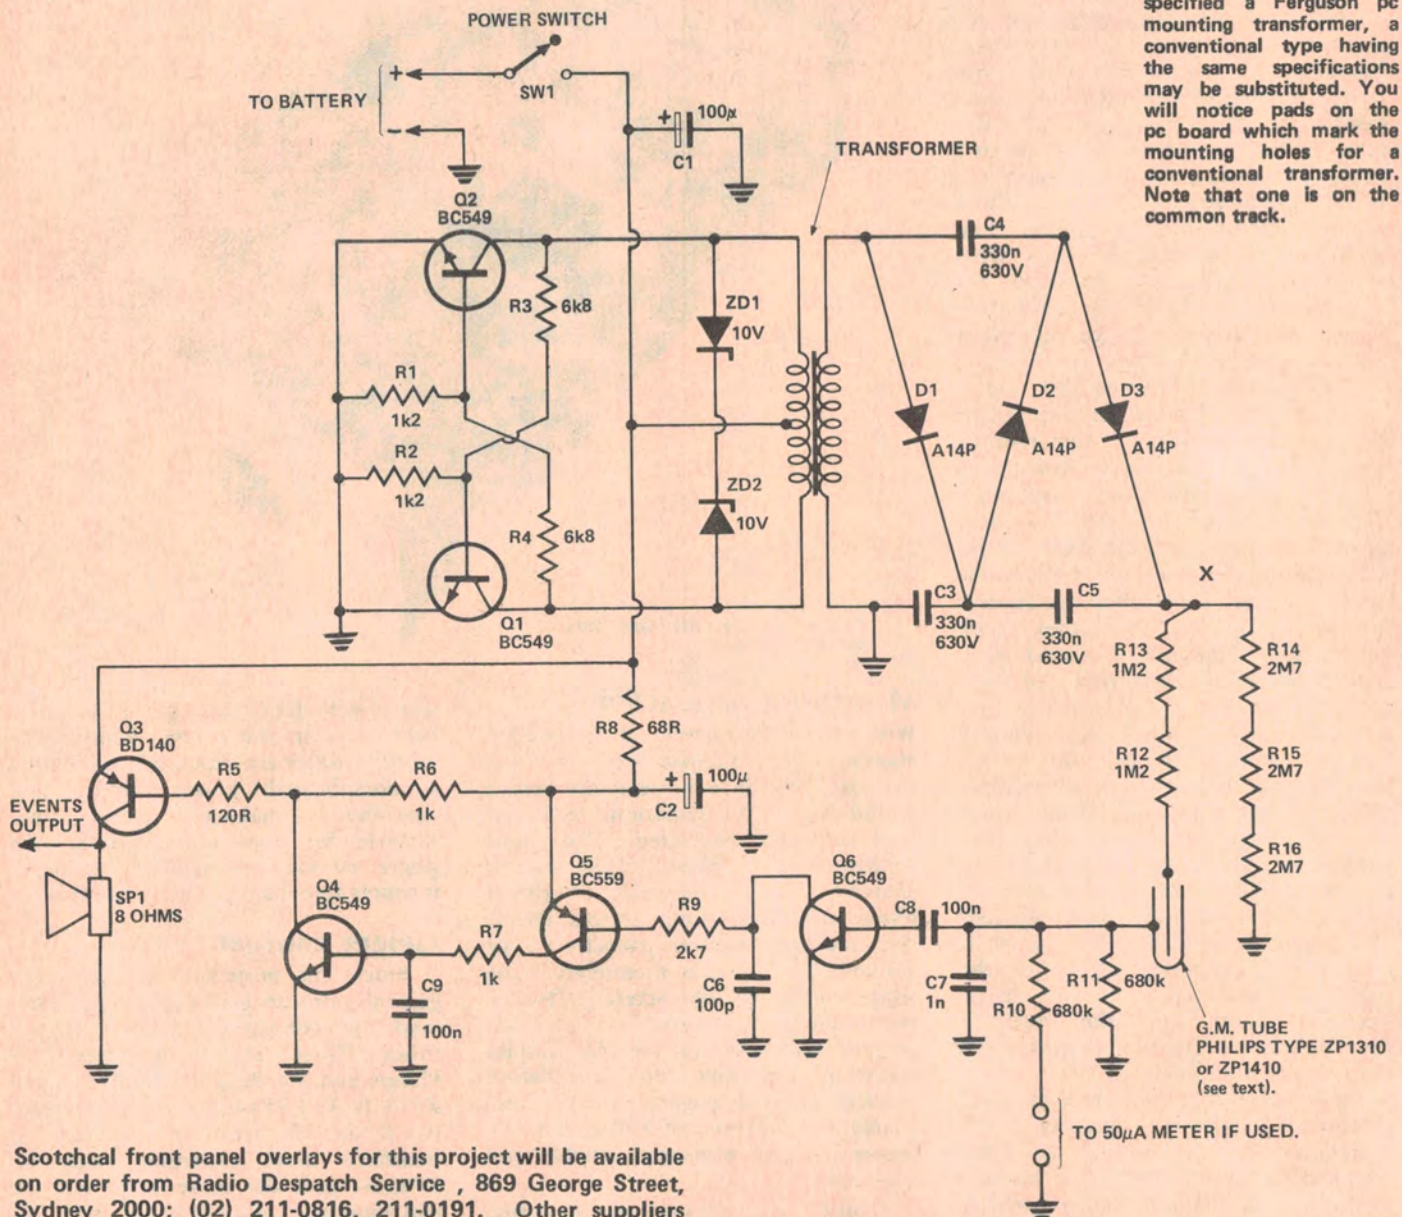 specified a Ferguson pc
mounting transformer, a
conventional type having
the same specifications
may be substituted. You
will notice pads on the
pc board which mark the
mounting holes for a
conventional transformer.
Note that one is on the
common track.
POWER SWITCH
+
SW1
TO BATTERY
-
+
100µ
C1
TRANSFORMER
Q2
BC549
C4
330n
630V
R3
6k8
ZD1
10V
R1
1k2
D1
A14P
D2
A14P
D3
A14P
R2
1k2
ZD2
10V
R4
6k8
Q1
BC549
C3
330n
630V
C5
330n
630V
X
R13
1M2
R14
2M7
Q3
BD140
R8
68R
R12
1M2
R15
2M7
R5
120R
R6
1k
+
100µ
C2
EVENTS
OUTPUT
R16
2M7
SP1
8 OHMS
Q4
BC549
Q5
BC559
Q6
BC549
R7
1k
R9
2k7
C8
100n
C9
100n
C6
100p
C7
1n
R10
680k
R11
680k
G.M. TUBE
PHILIPS TYPE ZP1310
or ZP1410
(see text).
TO 50µA METER IF USED.
Scotchcal front panel overlays for this project will be available
on order from Radio Despatch Service , 869 George Street,
Sydney 2000; (02) 211-0816, 211-0191. Other suppliers